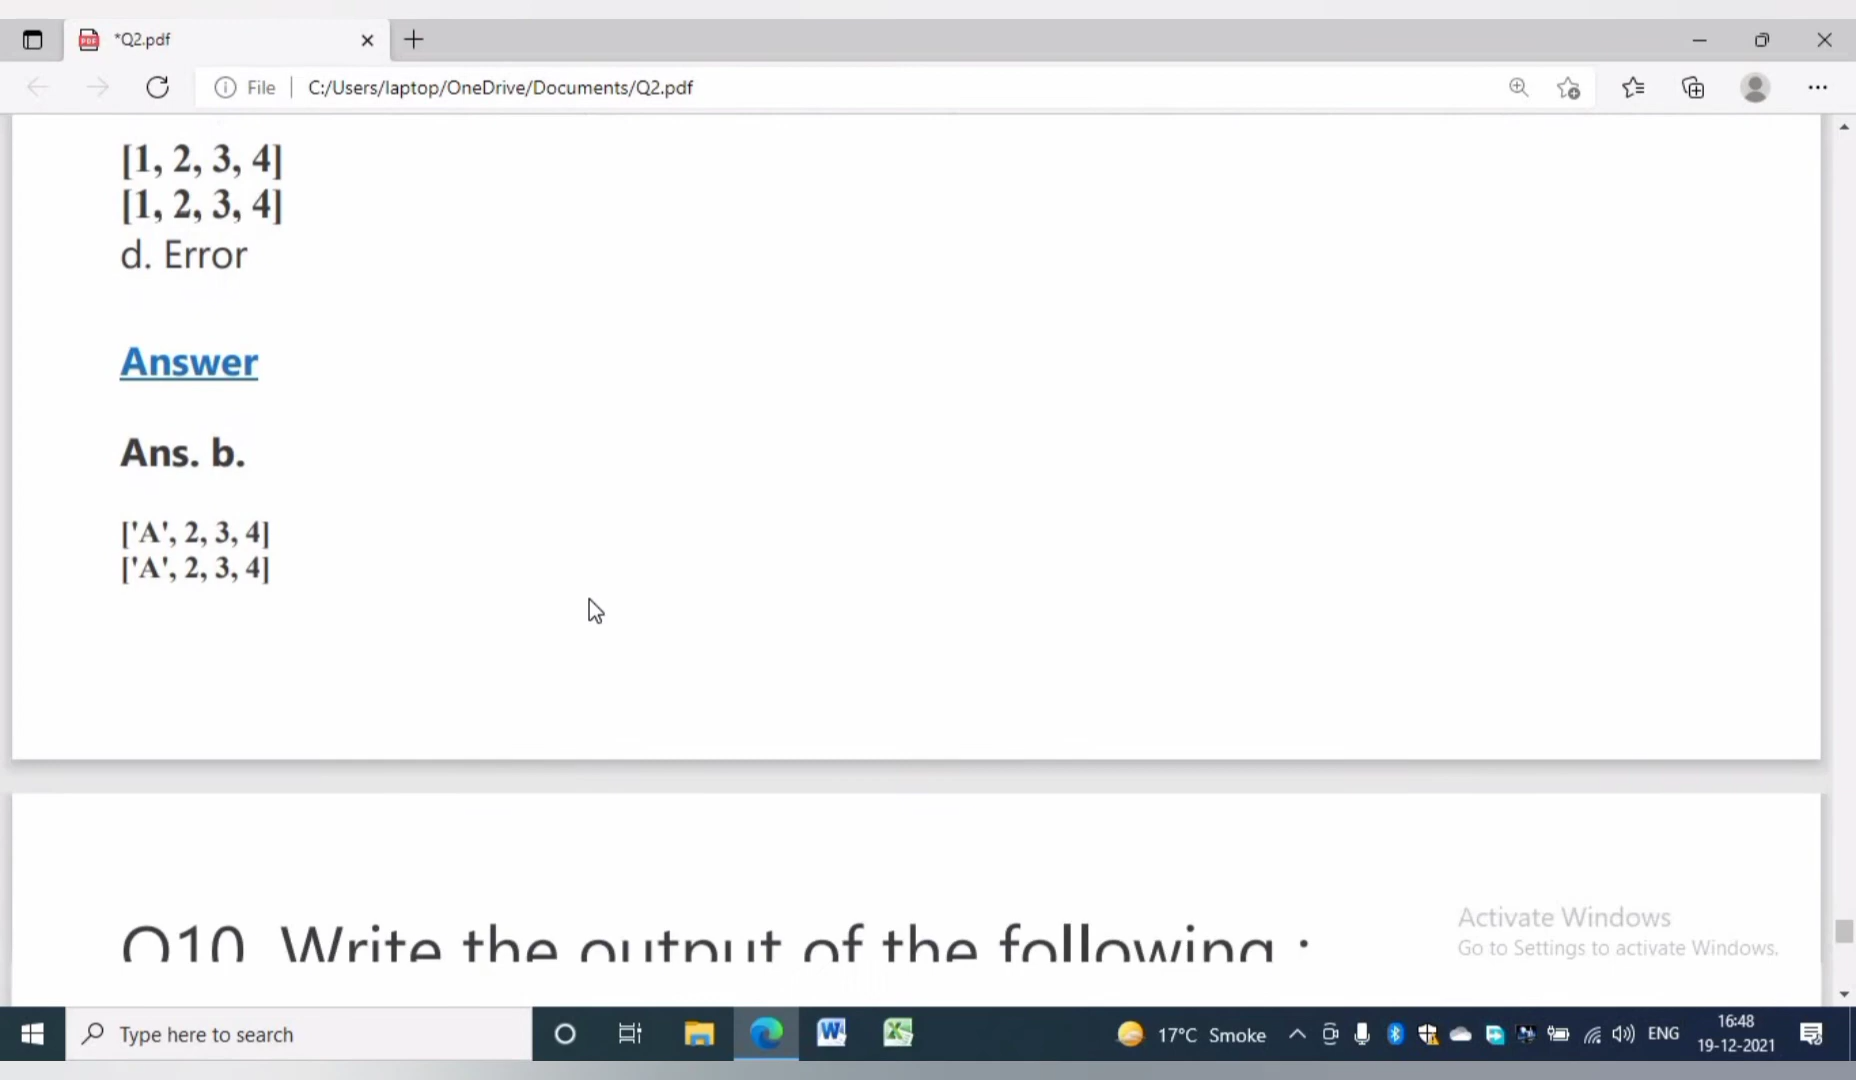 *Q2.pdf
File
C:/Users/laptop/OneDrive/Documents/Q2.pdf
[1, 2, 3, 4]
[1, 2, 3, 4]
d. Error
Answer
Ans. b.
['A', 2, 3, 4]
['A', 2, 3, 4]
Q10 Write the output of the following :
Activate Windows
Go to Settings to activate Windows.
Type here to search
17°C Smoke
ENG
16:48
19-12-2021